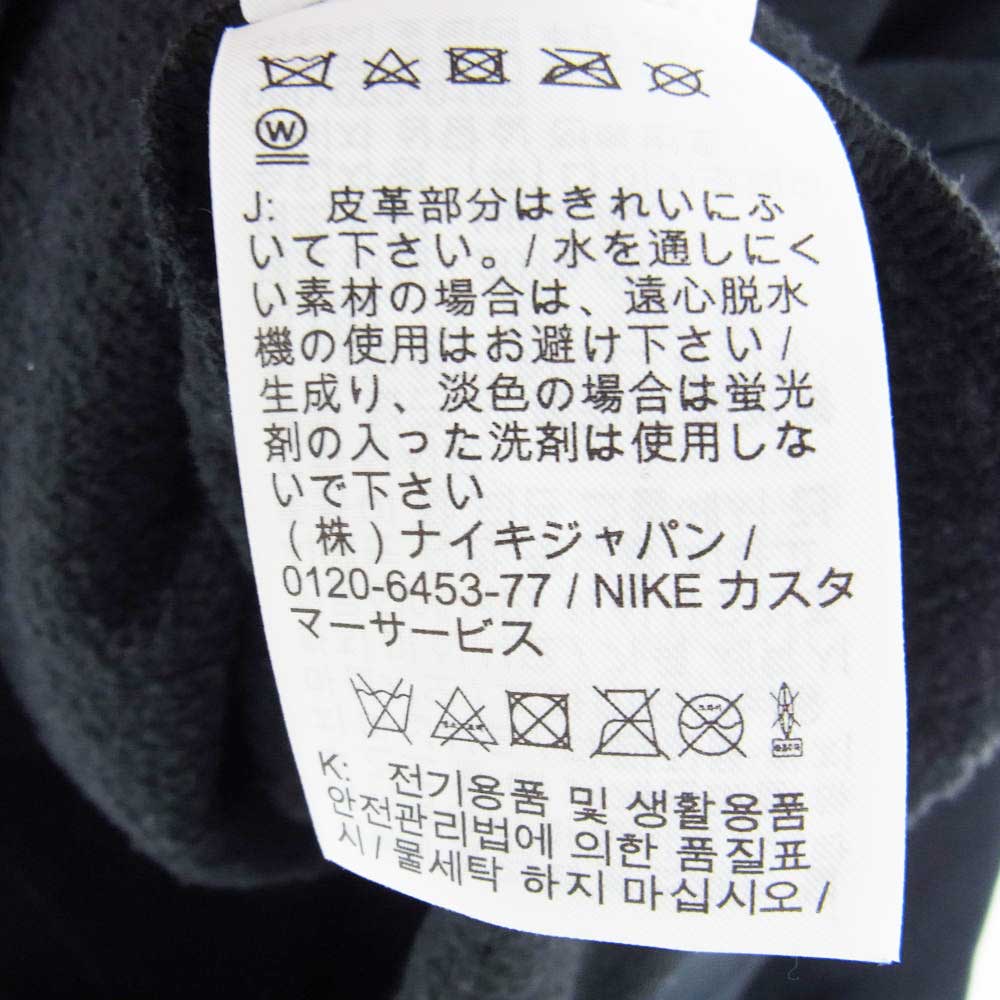 W
J: 皮革部分はきれいにふ
いて下さい。/ 水を通しにく
い素材の場合は、遠心脱水
機の使用はお避け下さい /
生成り、淡色の場合は蛍光
剤の入った洗剤は使用しな
いで下さい
(株)ナイキジャパン /
0120-6453-77 / NIKE カスタ
マーサービス
K: 전기용품 및 생활용품
안전관리법에 의한 품질표
시 / 물세탁 하지 마십시오 /